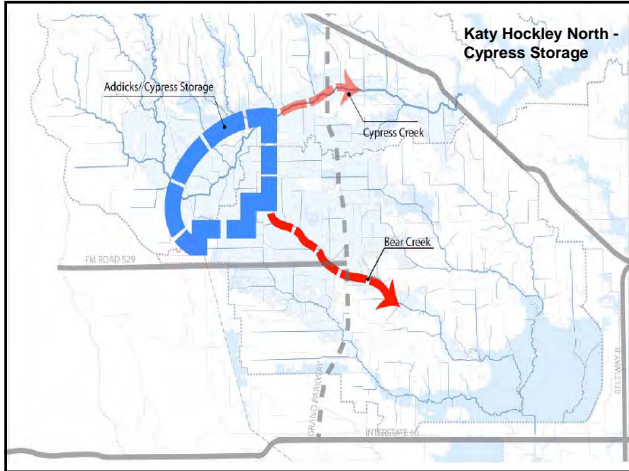 Katy Hockley North -
Cypress Storage
Addicks/ Cypress Storage
Cypress Creek
Bear Creek
FM ROAD 529
GRAND PARKWAY
BELTWAY 8
INTERSTATE 10